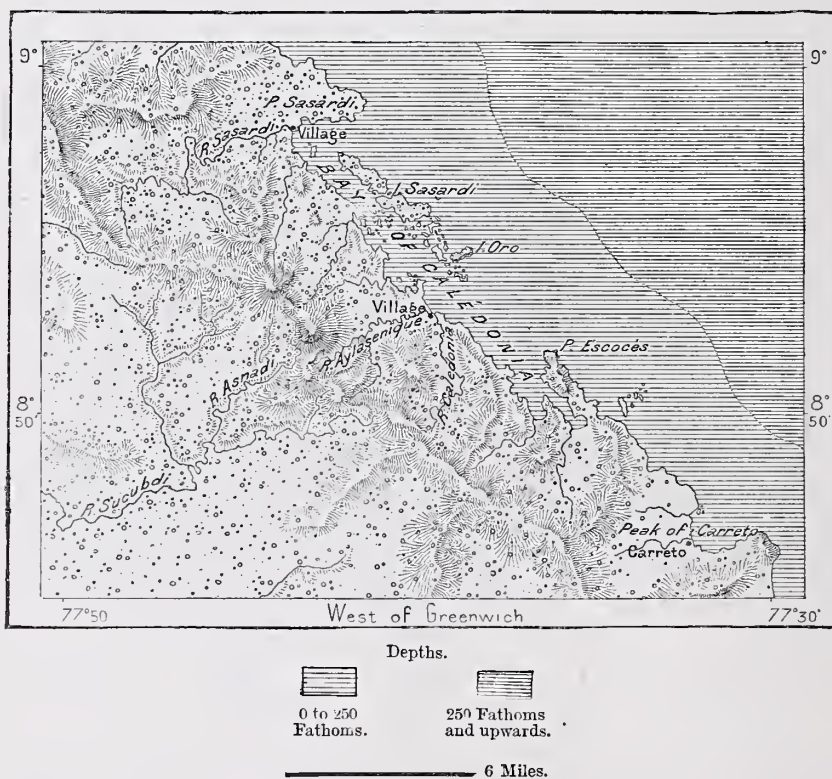 9°
P. Sasardi.
R. Sasardi
Village
I. Sasardi
BAY OF CALEDONIA
I. Oro
Village
R. Aylasenique
P. Escocés
R. Asnadi
R. Caledonia
8°
50'
8°
50'
R. Sucubdi
Peak of Carreto
Carreto
77°50'
West of Greenwich
77°30'
Depths.
0 to 250
Fathoms.
250 Fathoms
and upwards.
6 Miles.